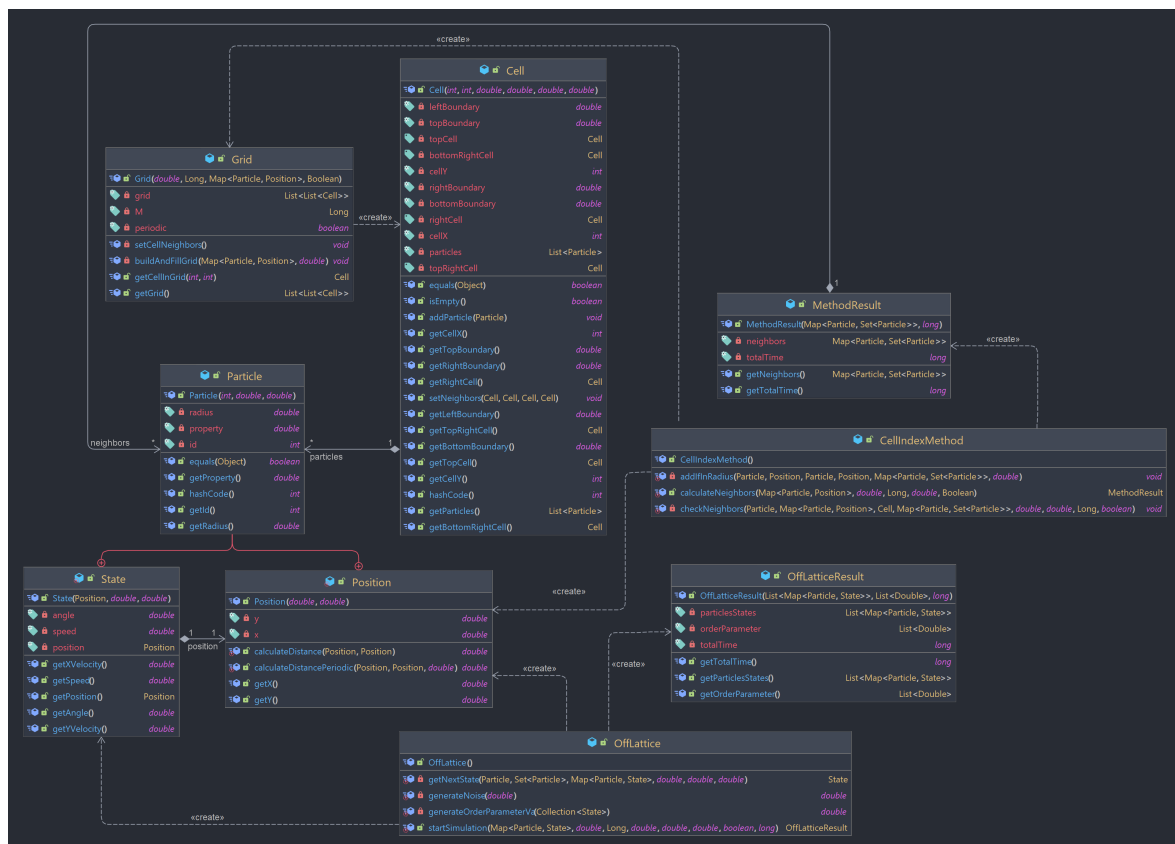 «create»
Cell
Cell(int, int, double, double, double, double)
leftBoundary double
topBoundary double
topCell Cell
bottomRightCell Cell
cellY int
rightBoundary double
bottomBoundary double
rightCell Cell
cellX int
particles List<Particle>
topRightCell Cell
equals(Object) boolean
isEmpty() boolean
addParticle(Particle) void
getCellX() int
getTopBoundary() double
getRightBoundary() double
getRightCell() Cell
setNeighbors(Cell, Cell, Cell, Cell) void
getLeftBoundary() double
getTopRightCell() Cell
getBottomBoundary() double
getTopCell() Cell
getCellY() int
hashCode() int
getParticles() List<Particle>
getBottomRightCell() Cell
Grid
Grid(double, Long, Map<Particle, Position>, Boolean)
grid List<List<Cell>>
M Long
periodic boolean
setCellNeighbors() void
buildAndFillGrid(Map<Particle, Position>, double) void
getCellInGrid(int, int) Cell
getGrid() List<List<Cell>>
«create»
1
MethodResult
MethodResult(Map<Particle, Set<Particle>>, long)
neighbors Map<Particle, Set<Particle>>
totalTime long
getNeighbors() Map<Particle, Set<Particle>>
getTotalTime() long
«create»
Particle
Particle(int, double, double)
radius double
property double
id int
equals(Object) boolean
getProperty() double
hashCode() int
getId() int
getRadius() double
neighbors *
* 1
particles
CellIndexMethod
CellIndexMethod()
addIfInRadius(Particle, Position, Particle, Position, Map<Particle, Set<Particle>>, double) void
calculateNeighbors(Map<Particle, Position>, double, Long, double, Boolean) MethodResult
checkNeighbors(Particle, Map<Particle, Position>, Cell, Map<Particle, Set<Particle>>, double, double, Long, boolean) void
State
State(Position, double, double)
angle double
speed double
position Position
getXVelocity() double
getSpeed() double
getPosition() Position
getAngle() double
getYVelocity() double
1 1
position
Position
Position(double, double)
y double
x double
calculateDistance(Position, Position) double
calculateDistancePeriodic(Position, Position, double) double
getX() double
getY() double
«create»
«create»
«create»
OffLatticeResult
OffLatticeResult(List<Map<Particle, State>>, List<Double>, long)
particlesStates List<Map<Particle, State>>
orderParameter List<Double>
totalTime long
getTotalTime() long
getParticlesStates() List<Map<Particle, State>>
getOrderParameter() List<Double>
OffLattice
OffLattice()
getNextState(Particle, Set<Particle>, Map<Particle, State>, double, double, double) State
generateNoise(double) double
generateOrderParameterVa(Collection<State>) double
startSimulation(Map<Particle, State>, double, Long, double, double, double, boolean, long) OffLatticeResult
«create»